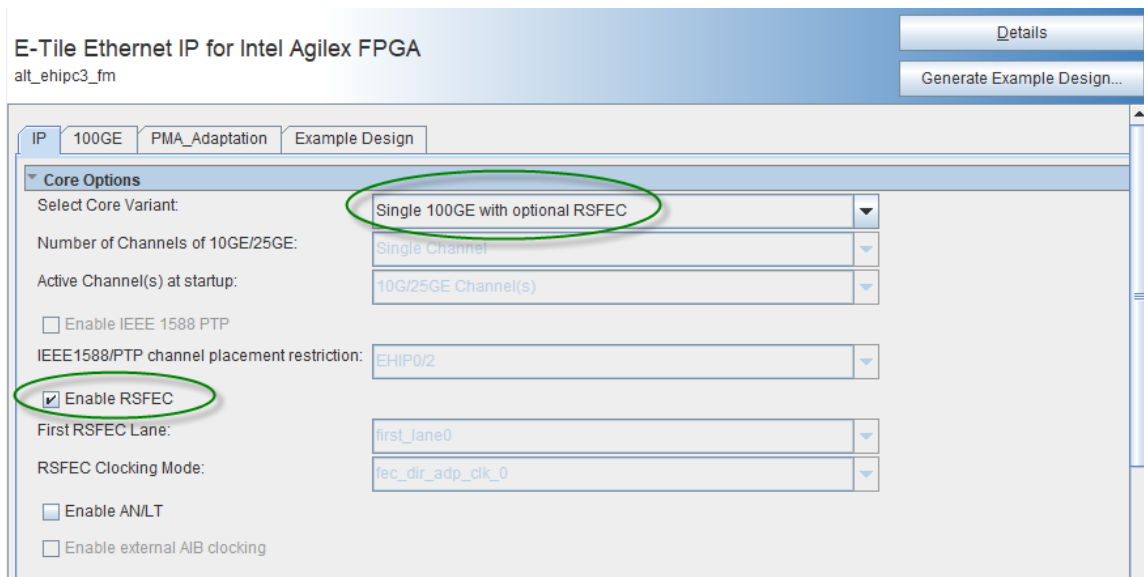 E-Tile Ethernet IP for Intel Agilex FPGA
alt_ehipc3_fm
Details
Generate Example Design...
IP 100GE PMA_Adaptation Example Design
Core Options
Select Core Variant: Single 100GE with optional RSFEC
Number of Channels of 10GE/25GE: Single Channel
Active Channel(s) at startup: 10G/25GE Channel(s)
Enable IEEE 1588 PTP
IEEE1588/PTP channel placement restriction: EHIP0/2
Enable RSFEC
First RSFEC Lane: first_lane0
RSFEC Clocking Mode: fec_dir_adp_clk_0
Enable AN/LT
Enable external AIB clocking